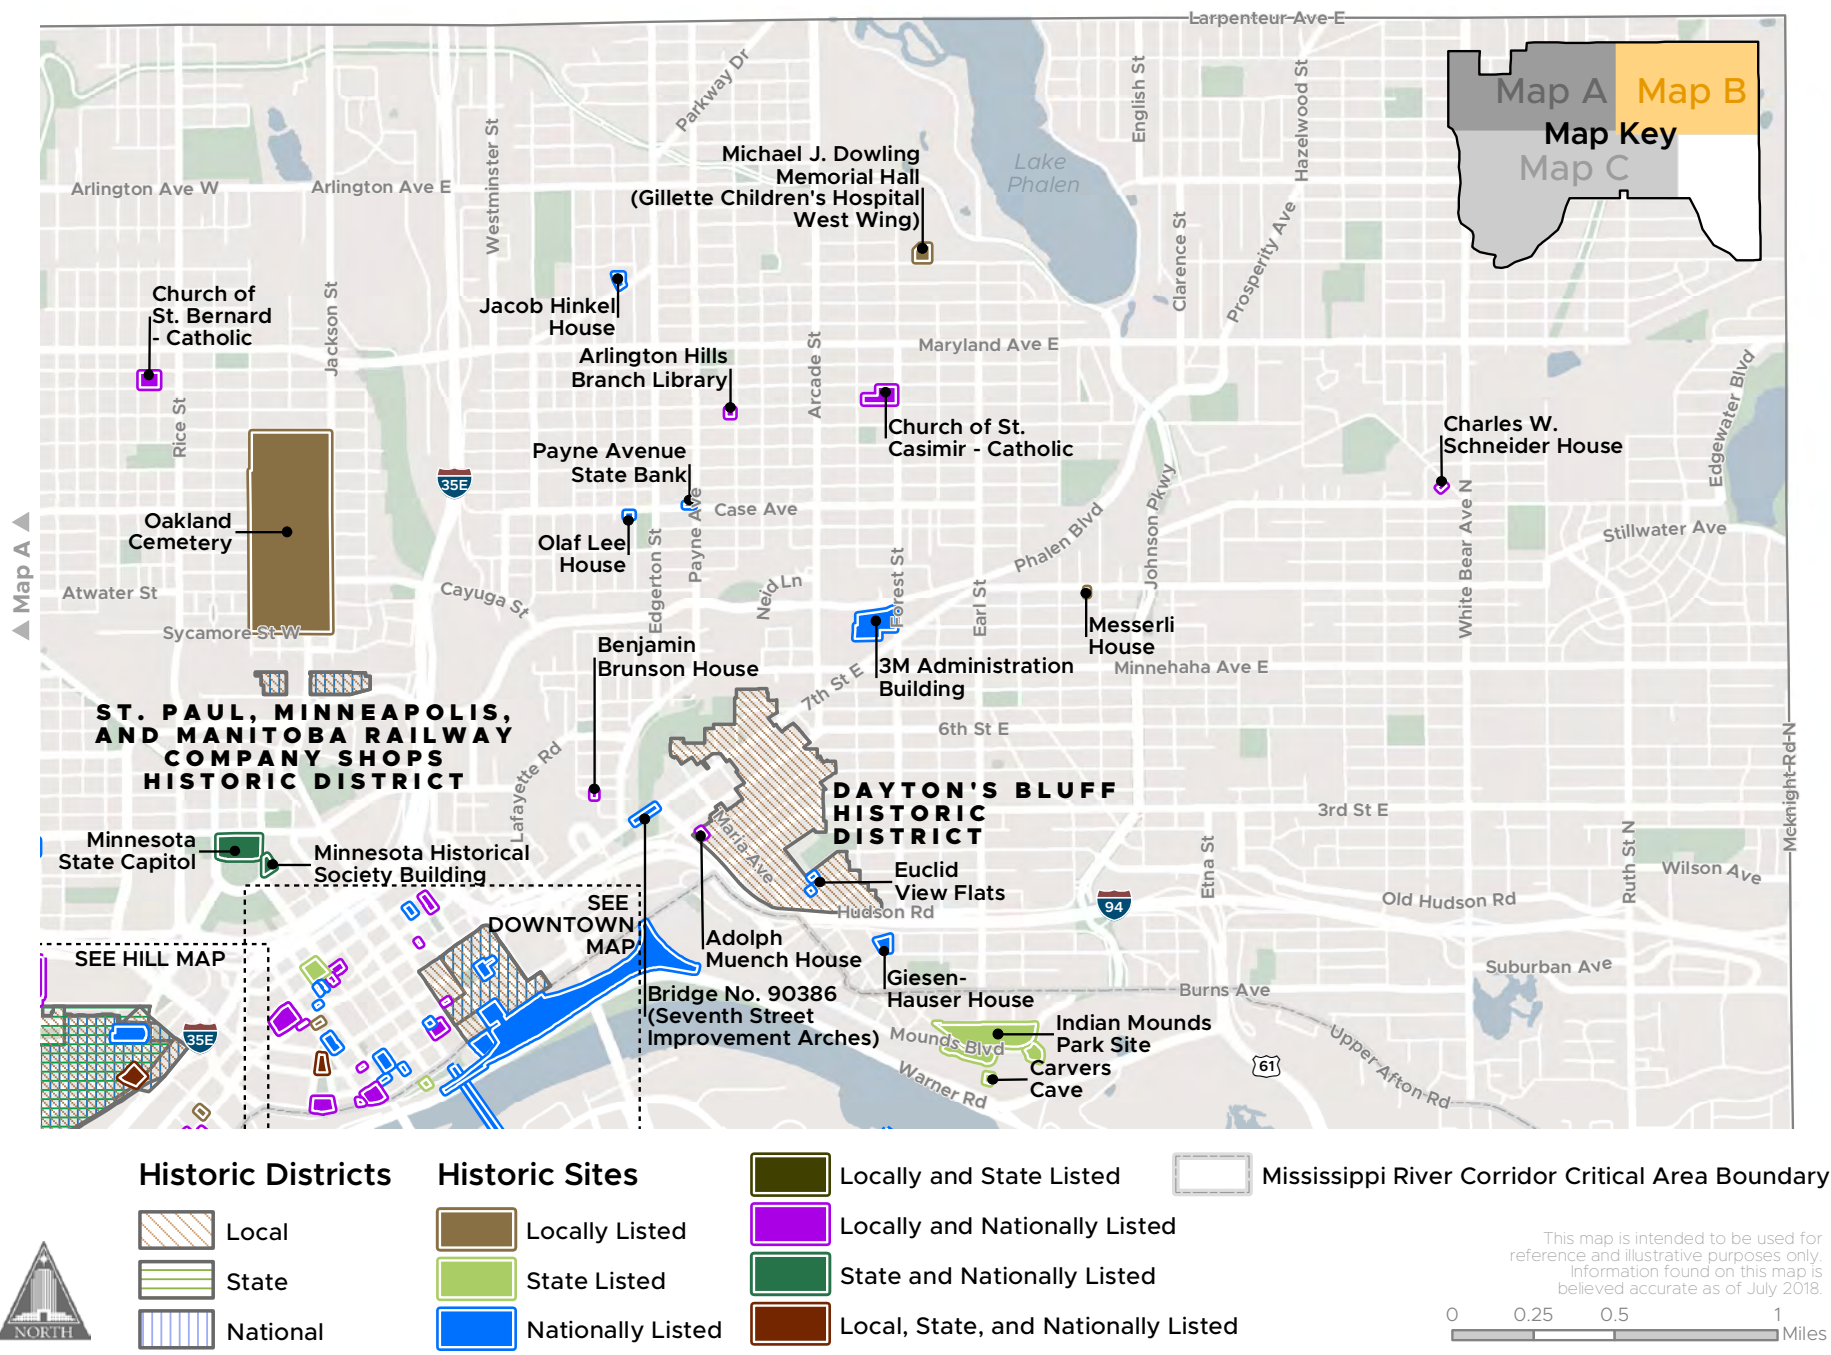 Larpenteur Ave E
Parkway Dr
English St
Hazelwood St
Map A
Map B
Map Key
Map C
Westminster St
Michael J. Dowling
Memorial Hall
(Gillette Children's Hospital
West Wing)
Lake
Phalen
Arlington Ave W
Arlington Ave E
Clarence St
Prosperity Ave
Jacob Hinkel
House
Church of
St. Bernard
- Catholic
Jackson St
Arlington Hills
Branch Library
Arcade St
Maryland Ave E
Edgewater Blvd
Rice St
Church of St.
Casimir - Catholic
Charles W.
Schneider House
Payne Avenue
State Bank
35E
Case Ave
Payne Ave
Oakland
Cemetery
Olaf Lee
House
Edgerton St
Phalen Blvd
Johnson Pkwy
White Bear Ave N
Stillwater Ave
Map A
Atwater St
Cayuga St
Neid Ln
Forest St
Earl St
Sycamore St W
Messerli
House
Benjamin
Brunson House
3M Administration
Building
Minnehaha Ave E
7th St E
ST. PAUL, MINNEAPOLIS,
AND MANITOBA RAILWAY
COMPANY SHOPS
HISTORIC DISTRICT
6th St E
Lafayette Rd
Mcknight Rd N
DAYTON'S BLUFF
HISTORIC
DISTRICT
3rd St E
Maria Ave
Minnesota
State Capitol
Minnesota Historical
Society Building
Etna St
Ruth St N
Wilson Ave
Euclid
View Flats
SEE
DOWNTOWN
MAP
Hudson Rd
94
Old Hudson Rd
SEE HILL MAP
Adolph
Muench House
Giesen-
Hauser House
Suburban Ave
Burns Ave
Bridge No. 90386
(Seventh Street
Improvement Arches)
35E
Mounds Blvd
Indian Mounds
Park Site
Carvers
Cave
Warner Rd
61
Upper Afton Rd
Historic Districts
Local
State
National
Historic Sites
Locally Listed
State Listed
Nationally Listed
Locally and State Listed
Locally and Nationally Listed
State and Nationally Listed
Local, State, and Nationally Listed
Mississippi River Corridor Critical Area Boundary
This map is intended to be used for
reference and illustrative purposes only.
Information found on this map is
believed accurate as of July 2018.
0 0.25 0.5 1
Miles
NORTH